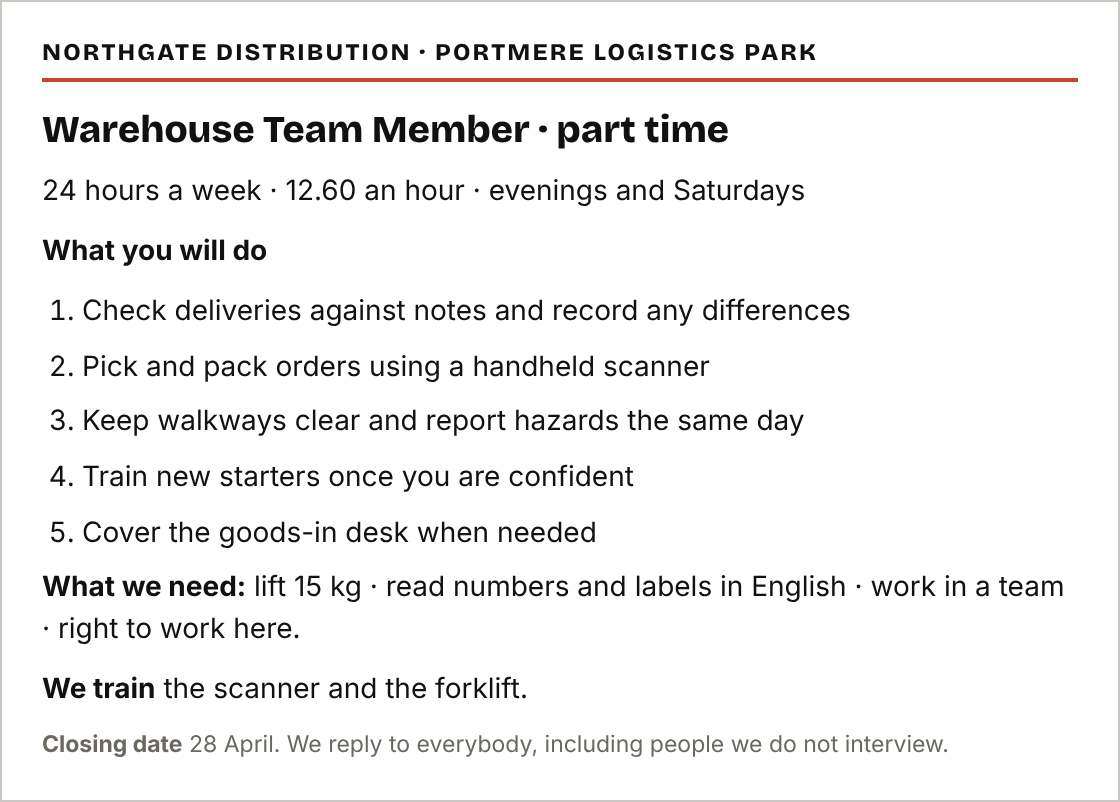 NORTHGATE DISTRIBUTION · PORTMERE LOGISTICS PARK
Warehouse Team Member · part time
24 hours a week · 12.60 an hour · evenings and Saturdays
What you will do
1. Check deliveries against notes and record any differences
2. Pick and pack orders using a handheld scanner
3. Keep walkways clear and report hazards the same day
4. Train new starters once you are confident
5. Cover the goods-in desk when needed
What we need: lift 15 kg · read numbers and labels in English · work in a team
· right to work here.
We train the scanner and the forklift.
Closing date 28 April. We reply to everybody, including people we do not interview.